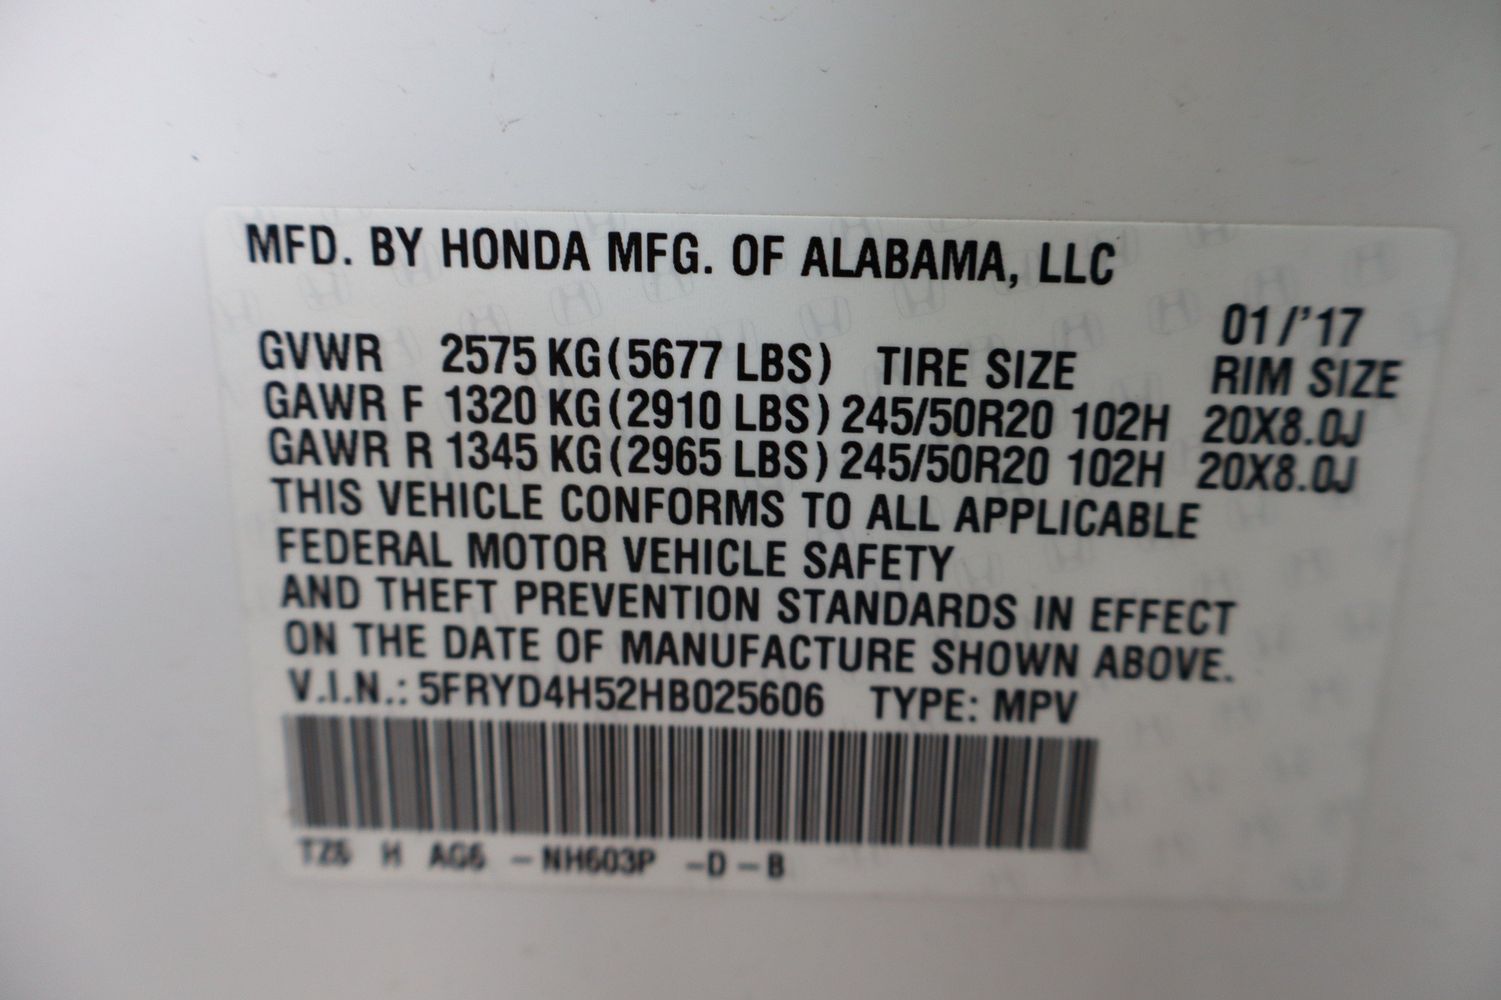 MFD. BY HONDA MFG. OF ALABAMA, LLC
01/'17
GVWR 2575 KG(5677 LBS) TIRE SIZE RIM SIZE
GAWR F 1320 KG(2910 LBS) 245/50R20 102H 20X8.0J
GAWR R 1345 KG(2965 LBS) 245/50R20 102H 20X8.0J
THIS VEHICLE CONFORMS TO ALL APPLICABLE
FEDERAL MOTOR VEHICLE SAFETY
AND THEFT PREVENTION STANDARDS IN EFFECT
ON THE DATE OF MANUFACTURE SHOWN ABOVE.
V.I.N.: 5FRYD4H52HB025606 TYPE: MPV
TZ6 H AG6 -NH603P -D-B